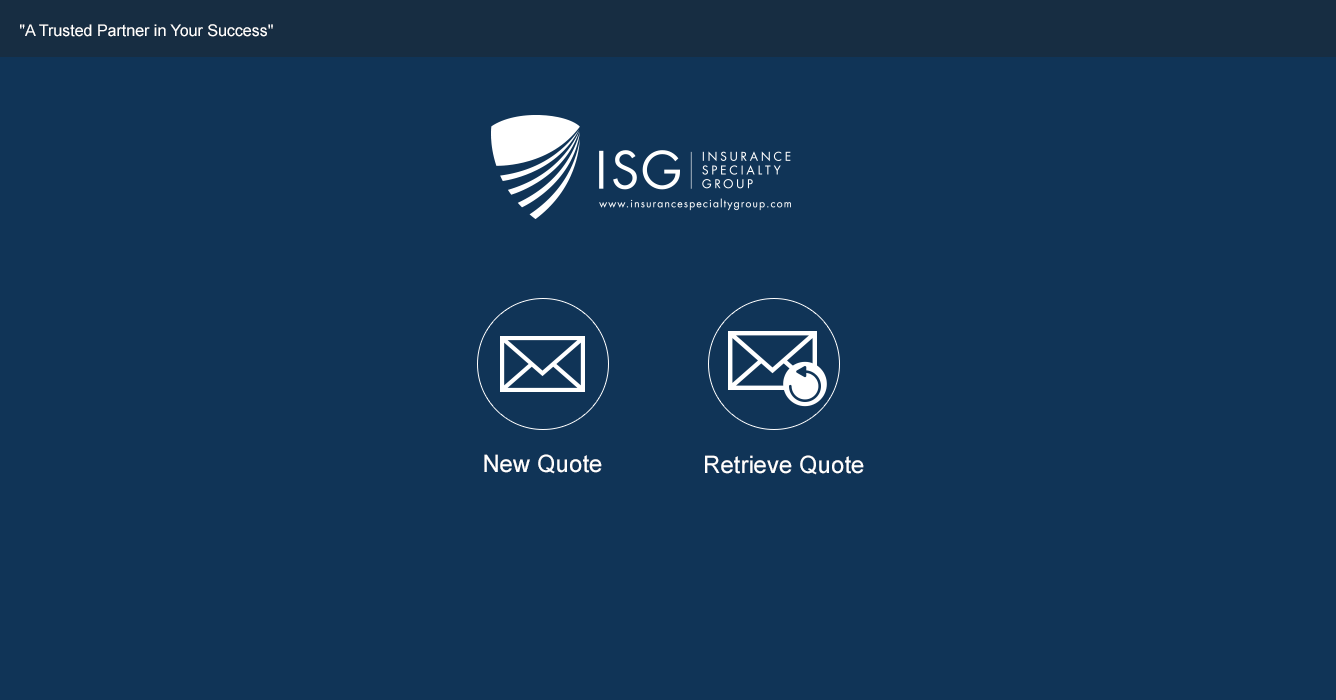 "A Trusted Partner in Your Success"
ISG
INSURANCE
SPECIALTY
GROUP
www.insurancespecialtygroup.com
New Quote
Retrieve Quote